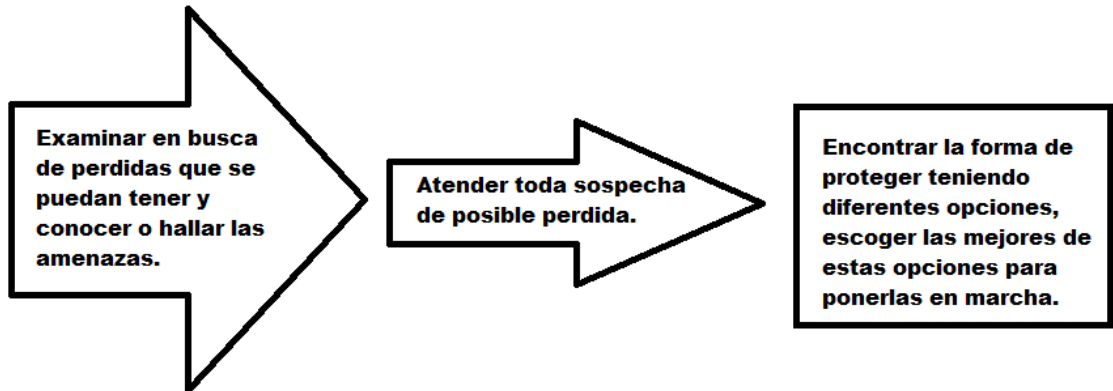 Examinar en busca
de perdidas que se
puedan tener y
conocer o hallar las
amenazas.
Atender toda sospecha
de posible perdida.
Encontrar la forma de
proteger teniendo
diferentes opciones,
escoger las mejores de
estas opciones para
ponerlas en marcha.